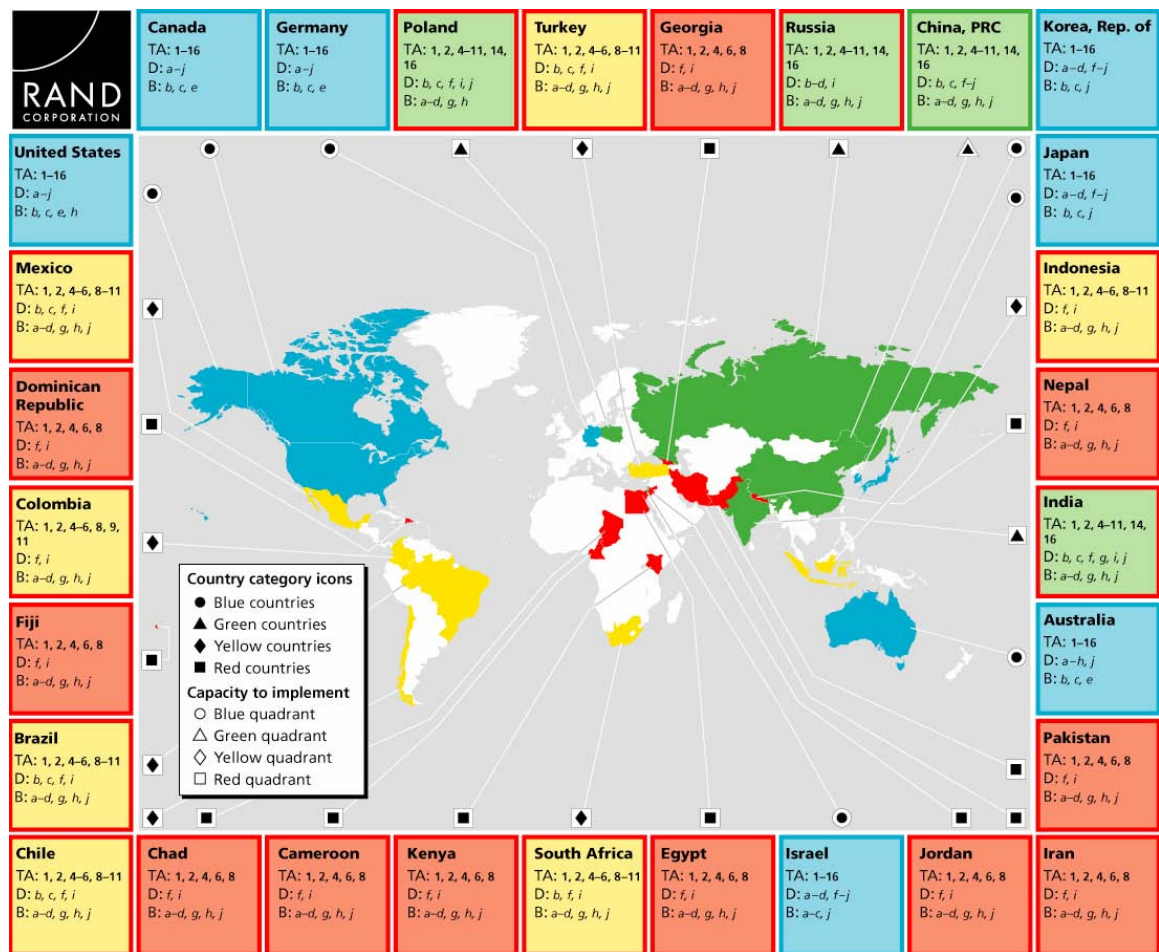 RAND
CORPORATION
Canada
TA: 1–16
D: a–j
B: b, c, e
Germany
TA: 1–16
D: a–j
B: b, c, e
Poland
TA: 1, 2, 4–11, 14,
16
D: b, c, f, i, j
B: a–d, g, h
Turkey
TA: 1, 2, 4–6, 8–11
D: b, c, f, i
B: a–d, g, h, j
Georgia
TA: 1, 2, 4, 6, 8
D: f, i
B: a–d, g, h, j
Russia
TA: 1, 2, 4–11, 14,
16
D: b–d, i
B: a–d, g, h, j
China, PRC
TA: 1, 2, 4–11, 14,
16
D: b, c, f–j
B: a–d, g, h, j
Korea, Rep. of
TA: 1–16
D: a–d, f–j
B: b, c, j
United States
TA: 1–16
D: a–j
B: b, c, e, h
Japan
TA: 1–16
D: a–d, f–j
B: b, c, j
Mexico
TA: 1, 2, 4–6, 8–11
D: b, c, f, i
B: a–d, g, h, j
Indonesia
TA: 1, 2, 4–6, 8–11
D: f, i
B: a–d, g, h, j
Dominican
Republic
TA: 1, 2, 4, 6, 8
D: f, i
B: a–d, g, h, j
Nepal
TA: 1, 2, 4, 6, 8
D: f, i
B: a–d, g, h, j
Colombia
TA: 1, 2, 4–6, 8, 9,
11
D: f, i
B: a–d, g, h, j
India
TA: 1, 2, 4–11, 14,
16
D: b, c, f, g, i, j
B: a–d, g, h, j
Fiji
TA: 1, 2, 4, 6, 8
D: f, i
B: a–d, g, h, j
Australia
TA: 1–16
D: a–h, j
B: b, c, e
Brazil
TA: 1, 2, 4–6, 8–11
D: b, c, f, i
B: a–d, g, h, j
Pakistan
TA: 1, 2, 4, 6, 8
D: f, i
B: a–d, g, h, j
Country category icons
Blue countries
Green countries
Yellow countries
Red countries
Capacity to implement
Blue quadrant
Green quadrant
Yellow quadrant
Red quadrant
Chile
TA: 1, 2, 4–6, 8–11
D: b, c, f, i
B: a–d, g, h, j
Chad
TA: 1, 2, 4, 6, 8
D: f, i
B: a–d, g, h, j
Cameroon
TA: 1, 2, 4, 6, 8
D: f, i
B: a–d, g, h, j
Kenya
TA: 1, 2, 4, 6, 8
D: f, i
B: a–d, g, h, j
South Africa
TA: 1, 2, 4–6, 8–11
D: b, f, i
B: a–d, g, h, j
Egypt
TA: 1, 2, 4, 6, 8
D: f, i
B: a–d, g, h, j
Israel
TA: 1–16
D: a–d, f–j
B: a–c, j
Jordan
TA: 1, 2, 4, 6, 8
D: f, i
B: a–d, g, h, j
Iran
TA: 1, 2, 4, 6, 8
D: f, i
B: a–d, g, h, j